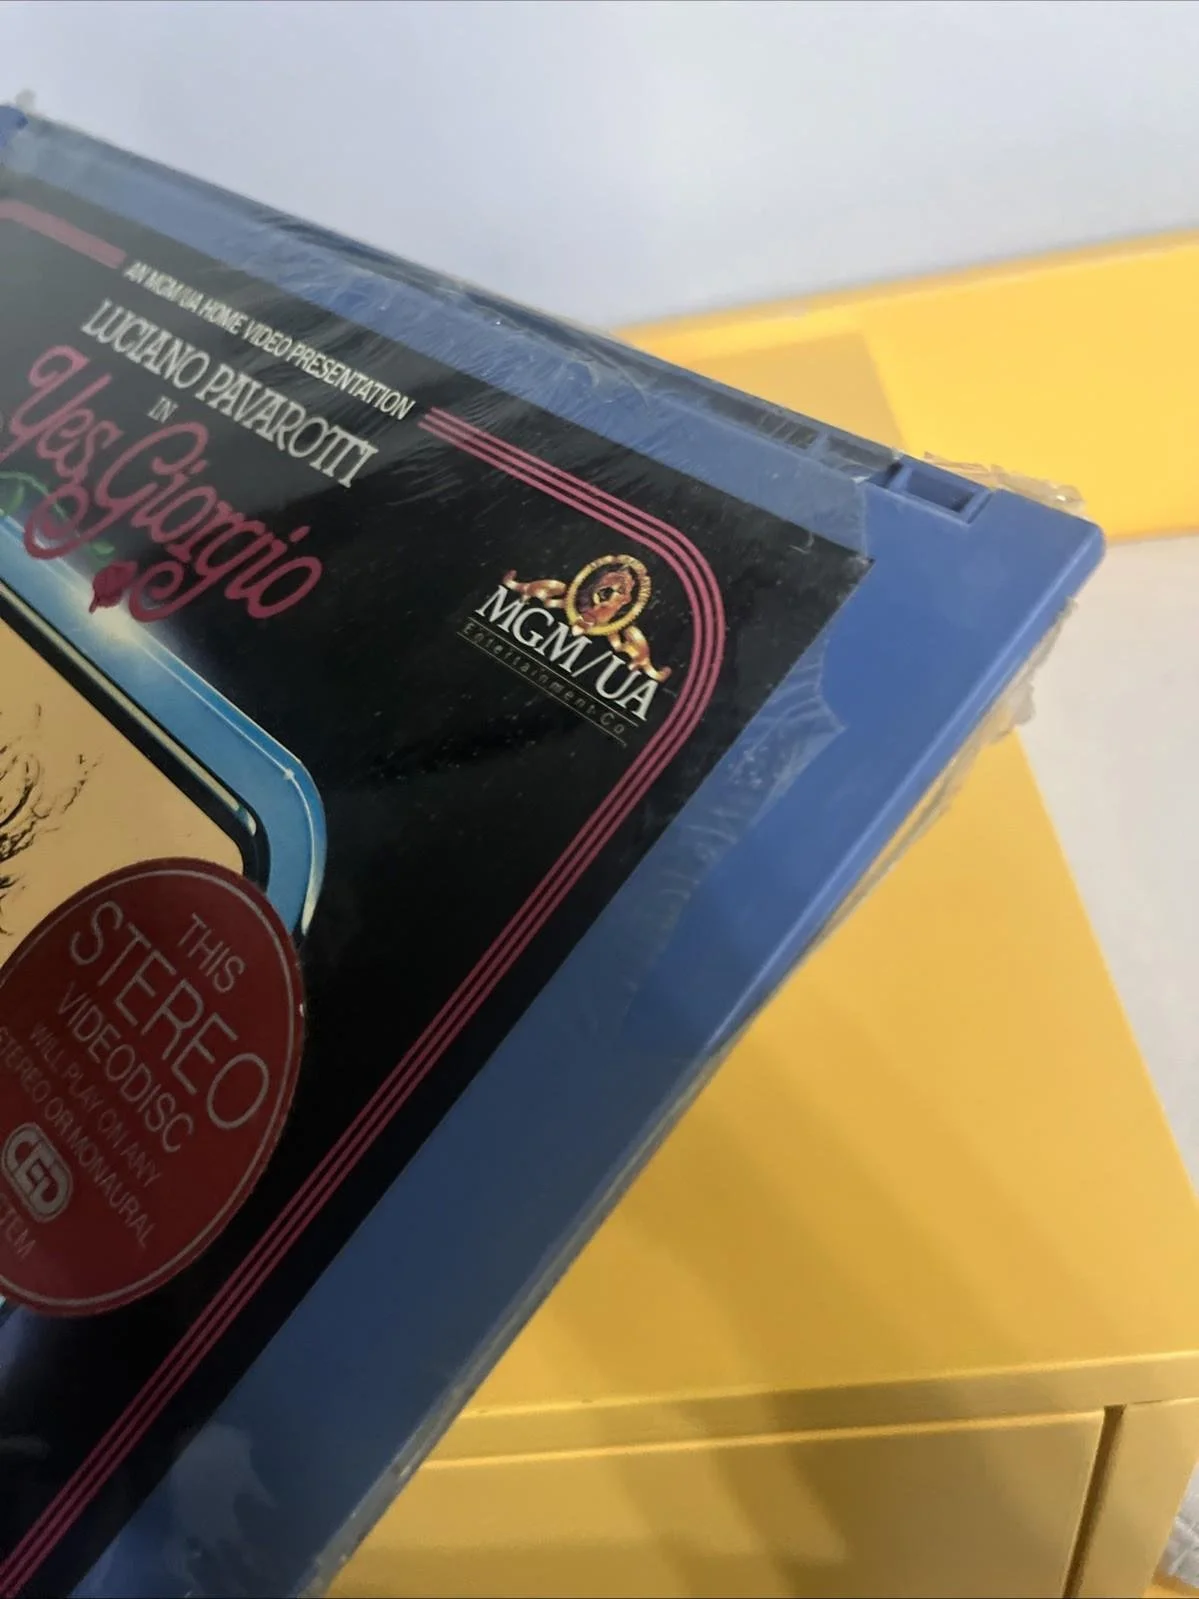 AN MGM/UA HOME VIDEO PRESENTATION
LUCIANO PAVAROTTI
IN
Yes, Giorgio
MGM/UA
Entertainment Co.
THIS
STEREO
VIDEODISC
WILL PLAY ON ANY
STEREO OR MONAURAL
CED